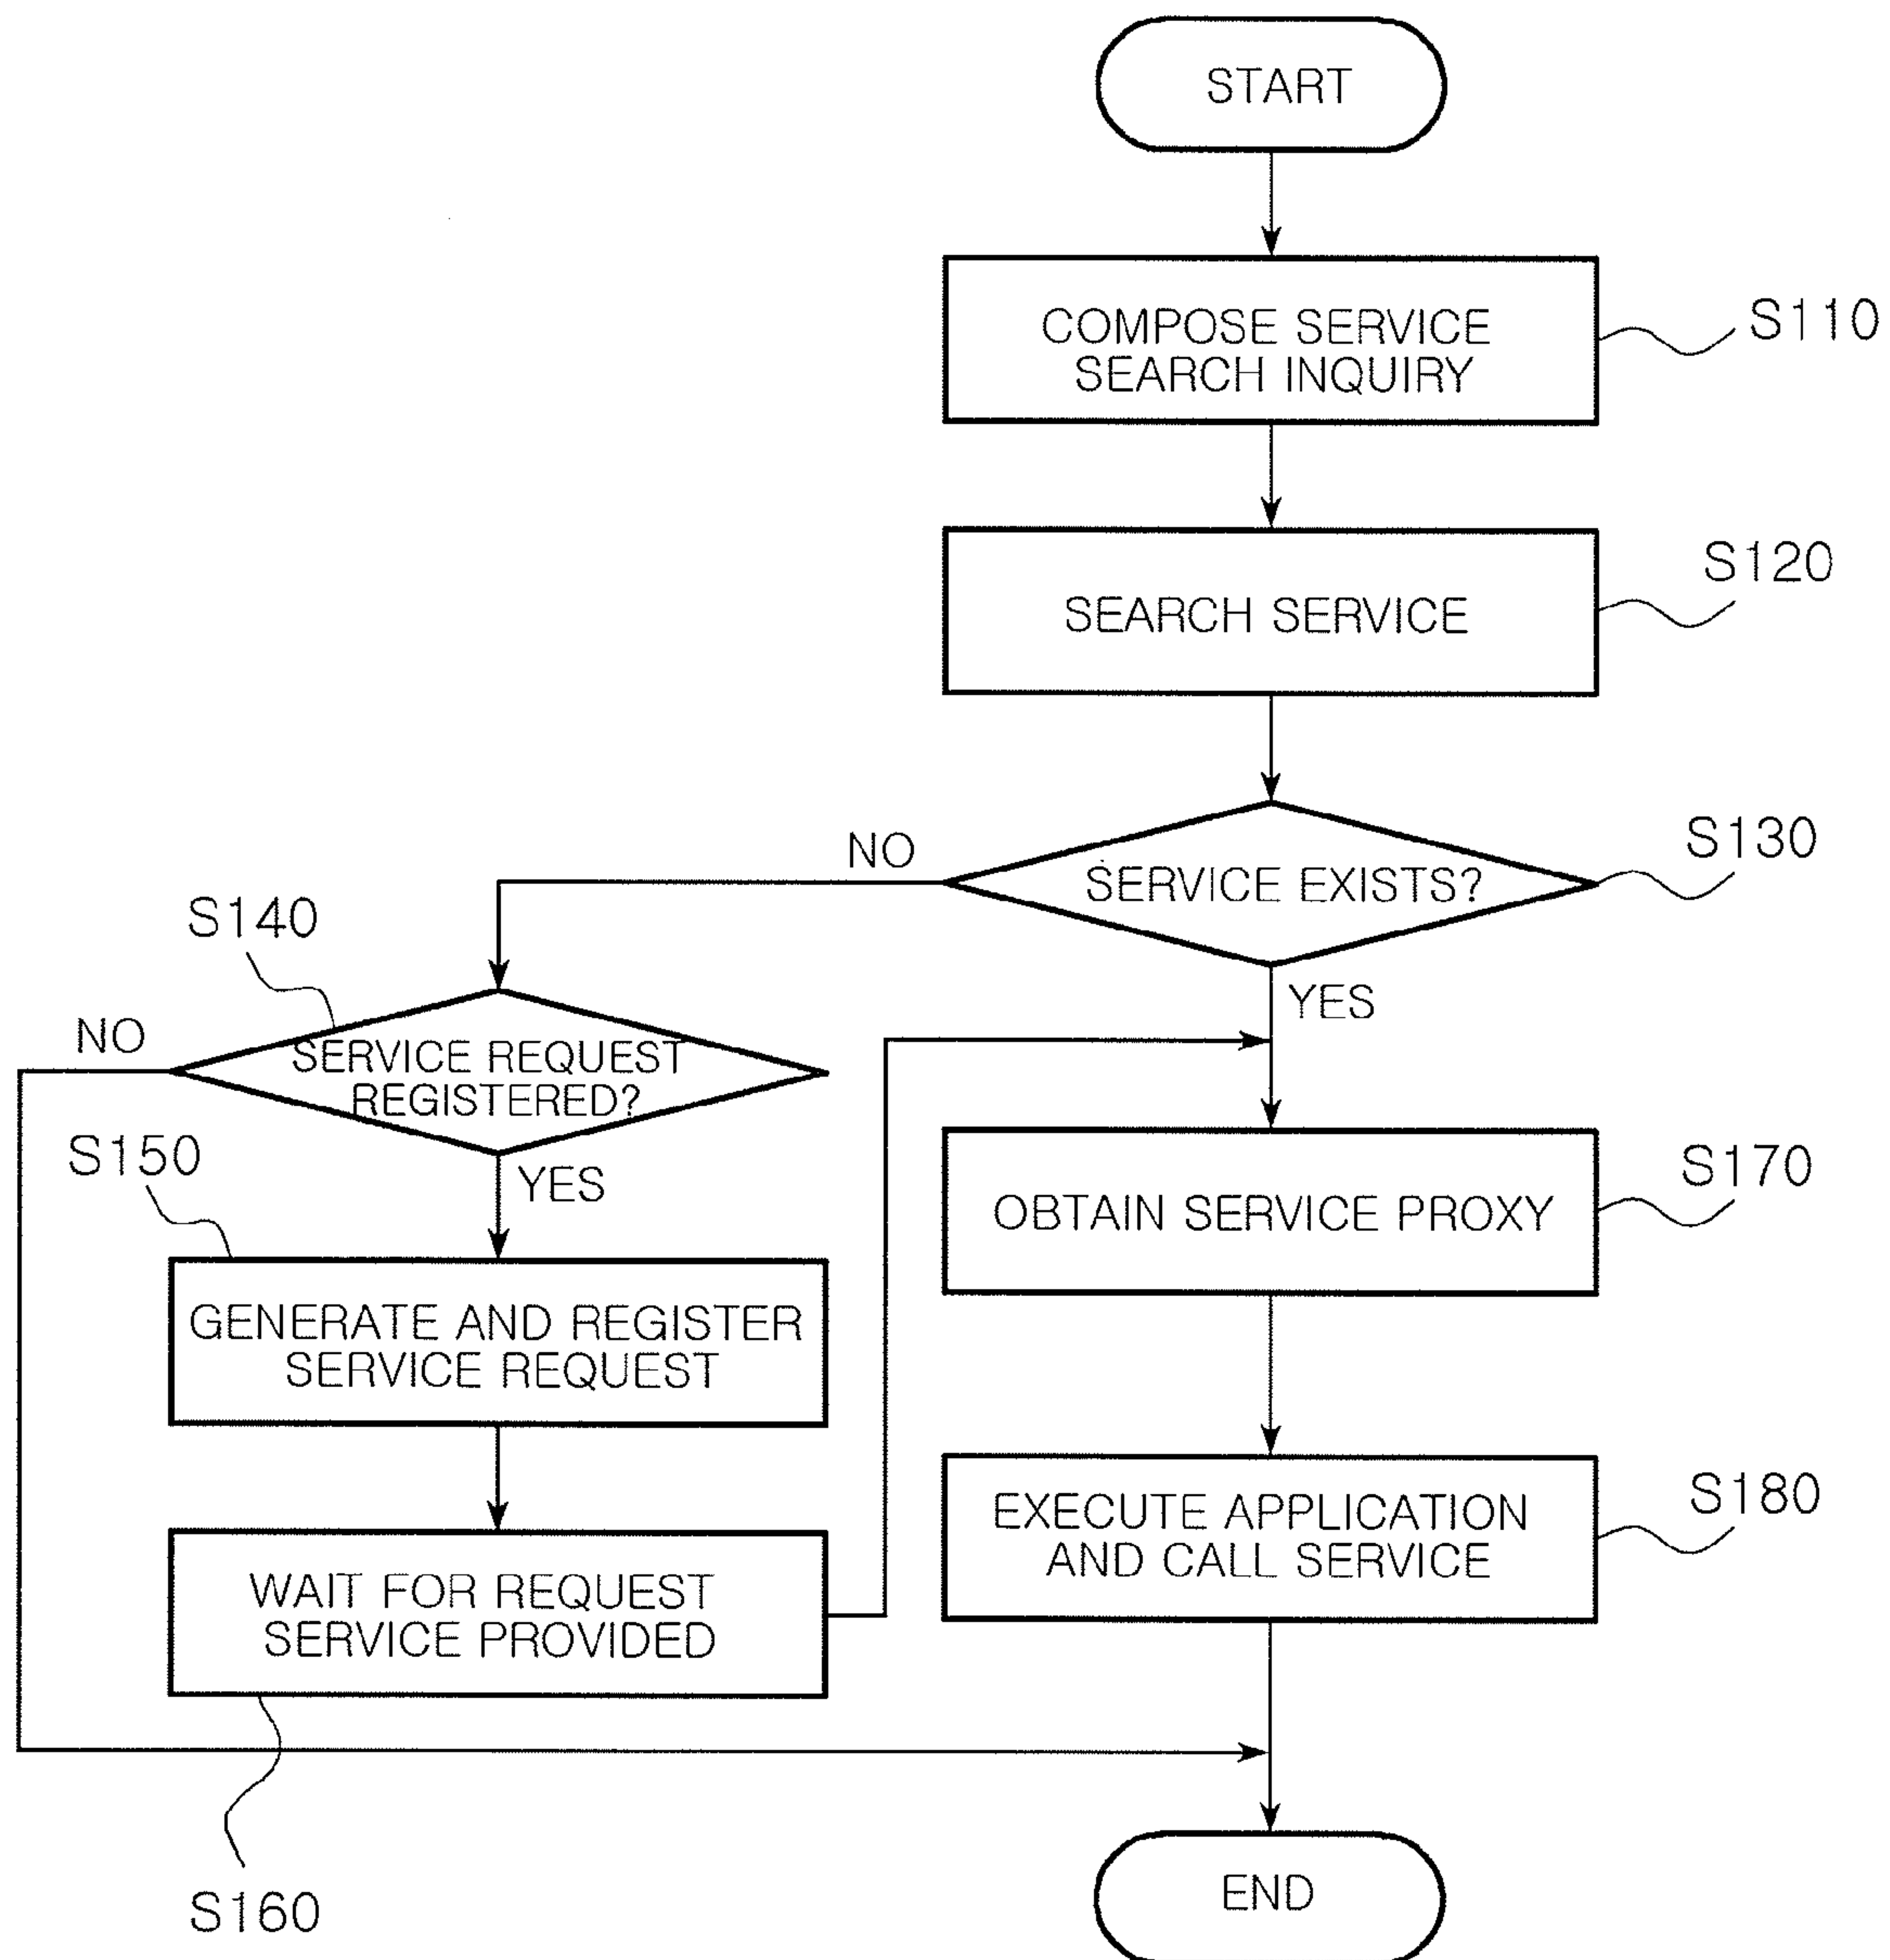 START
COMPOSE SERVICE
SEARCH INQUIRY
S110
SEARCH SERVICE
S120
SERVICE EXISTS?
S130
NO
YES
S140
SERVICE REQUEST
REGISTERED?
NO
YES
S150
GENERATE AND REGISTER
SERVICE REQUEST
WAIT FOR REQUEST
SERVICE PROVIDED
S160
OBTAIN SERVICE PROXY
S170
EXECUTE APPLICATION
AND CALL SERVICE
S180
END